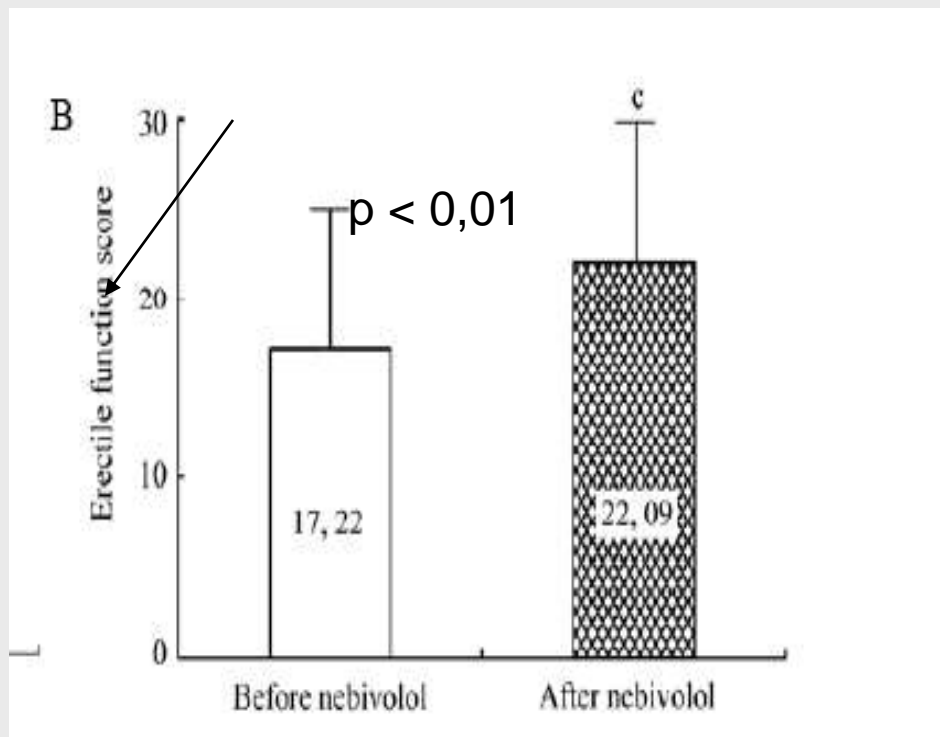 B
c
Erectile function score
30
20
10
0
p < 0,01
17, 22
22, 09
Before nebivolol
After nebivolol